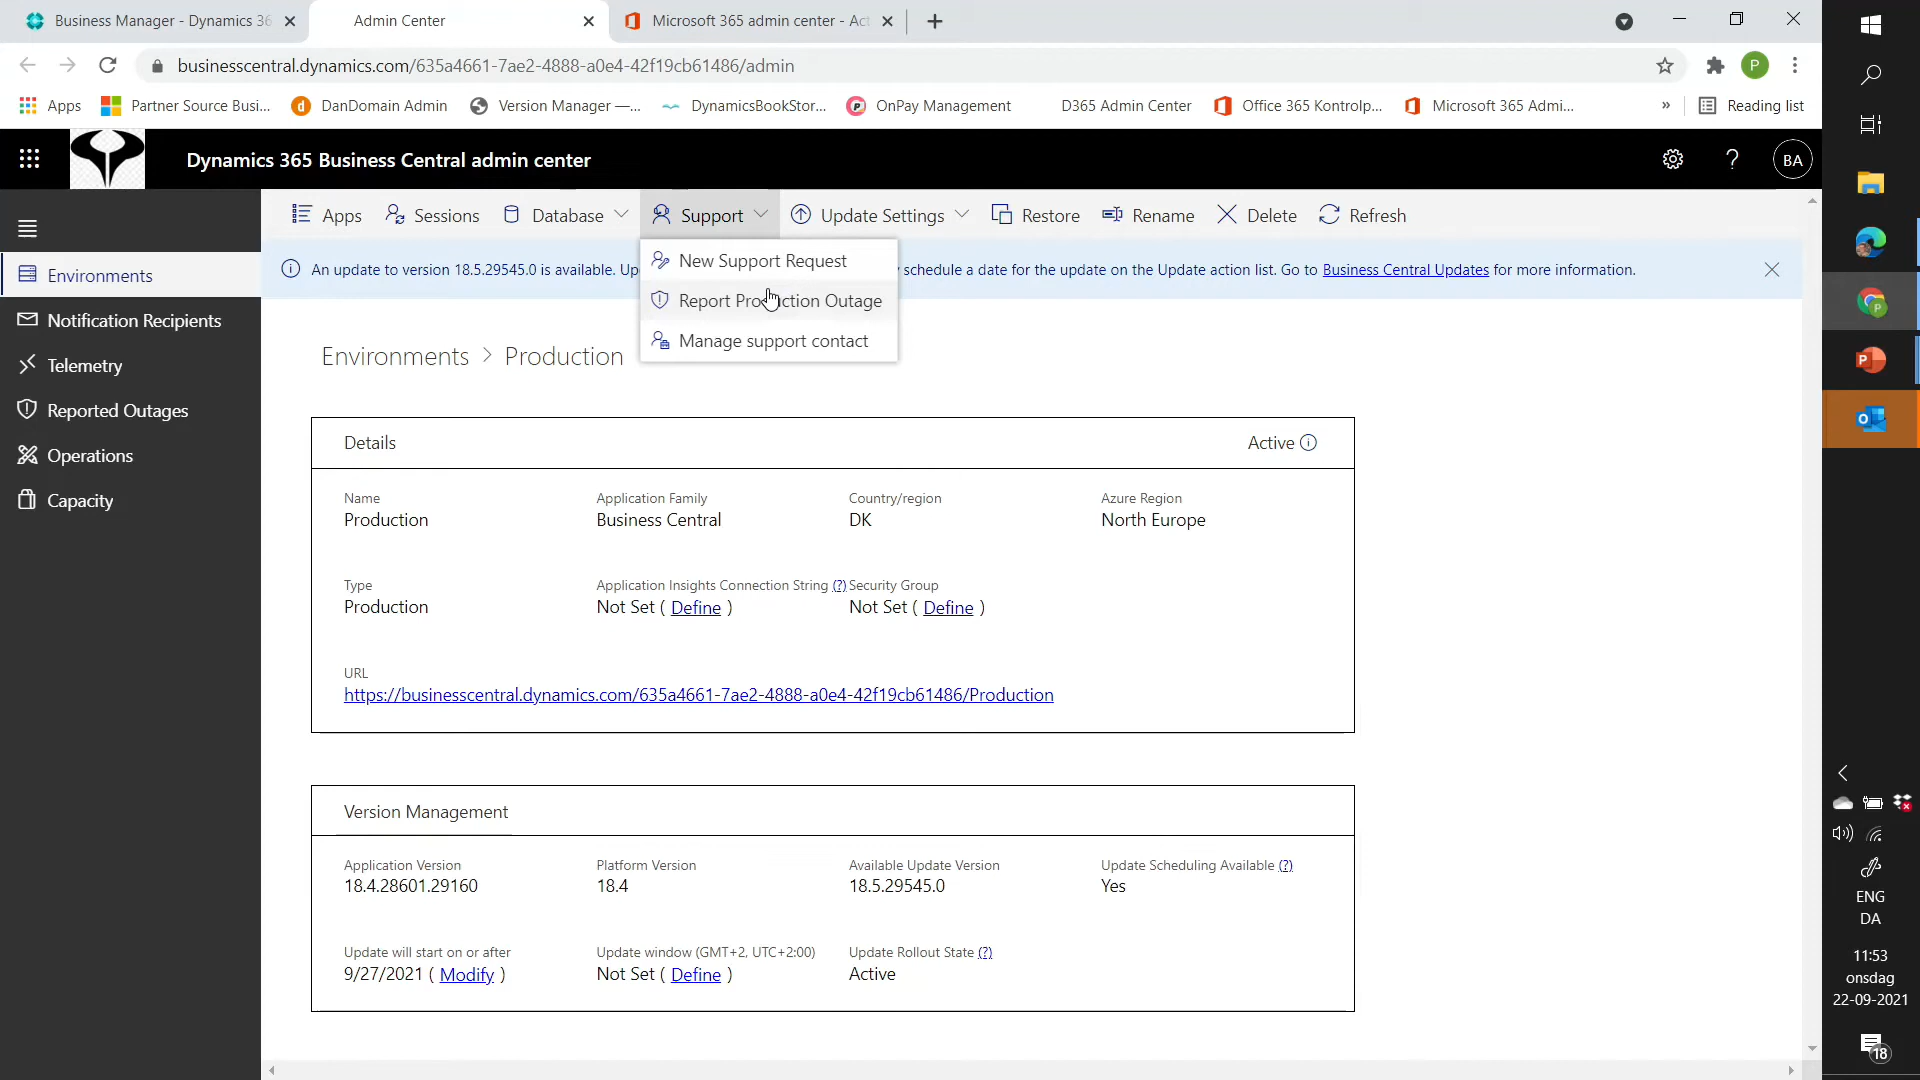 Business Manager - Dynamics 36
Admin Center
Microsoft 365 admin center - Act
businesscentral.dynamics.com/635a4661-7ae2-4888-a0e4-42f19cb61486/admin
P
Apps
Partner Source Busi...
DanDomain Admin
Version Manager —...
DynamicsBookStor...
OnPay Management
D365 Admin Center
Office 365 Kontrolp...
Microsoft 365 Admi...
»
Reading list
Dynamics 365 Business Central admin center
?
BA
Apps
Sessions
Database
Support
Update Settings
Restore
Rename
Delete
Refresh
Environments
Notification Recipients
Telemetry
Reported Outages
Operations
Capacity
An update to version 18.5.29545.0 is available. Up
schedule a date for the update on the Update action list. Go to Business Central Updates for more information.
New Support Request
Report Production Outage
Manage support contact
Environments > Production
Details
Active
Name
Production
Application Family
Business Central
Country/region
DK
Azure Region
North Europe
Type
Production
Application Insights Connection String (?)
Not Set ( Define )
Security Group
Not Set ( Define )
URL
https://businesscentral.dynamics.com/635a4661-7ae2-4888-a0e4-42f19cb61486/Production
Version Management
Application Version
18.4.28601.29160
Platform Version
18.4
Available Update Version
18.5.29545.0
Update Scheduling Available (?)
Yes
Update will start on or after
9/27/2021 ( Modify )
Update window (GMT+2, UTC+2:00)
Not Set ( Define )
Update Rollout State (?)
Active
ENG
DA
11:53
onsdag
22-09-2021
18